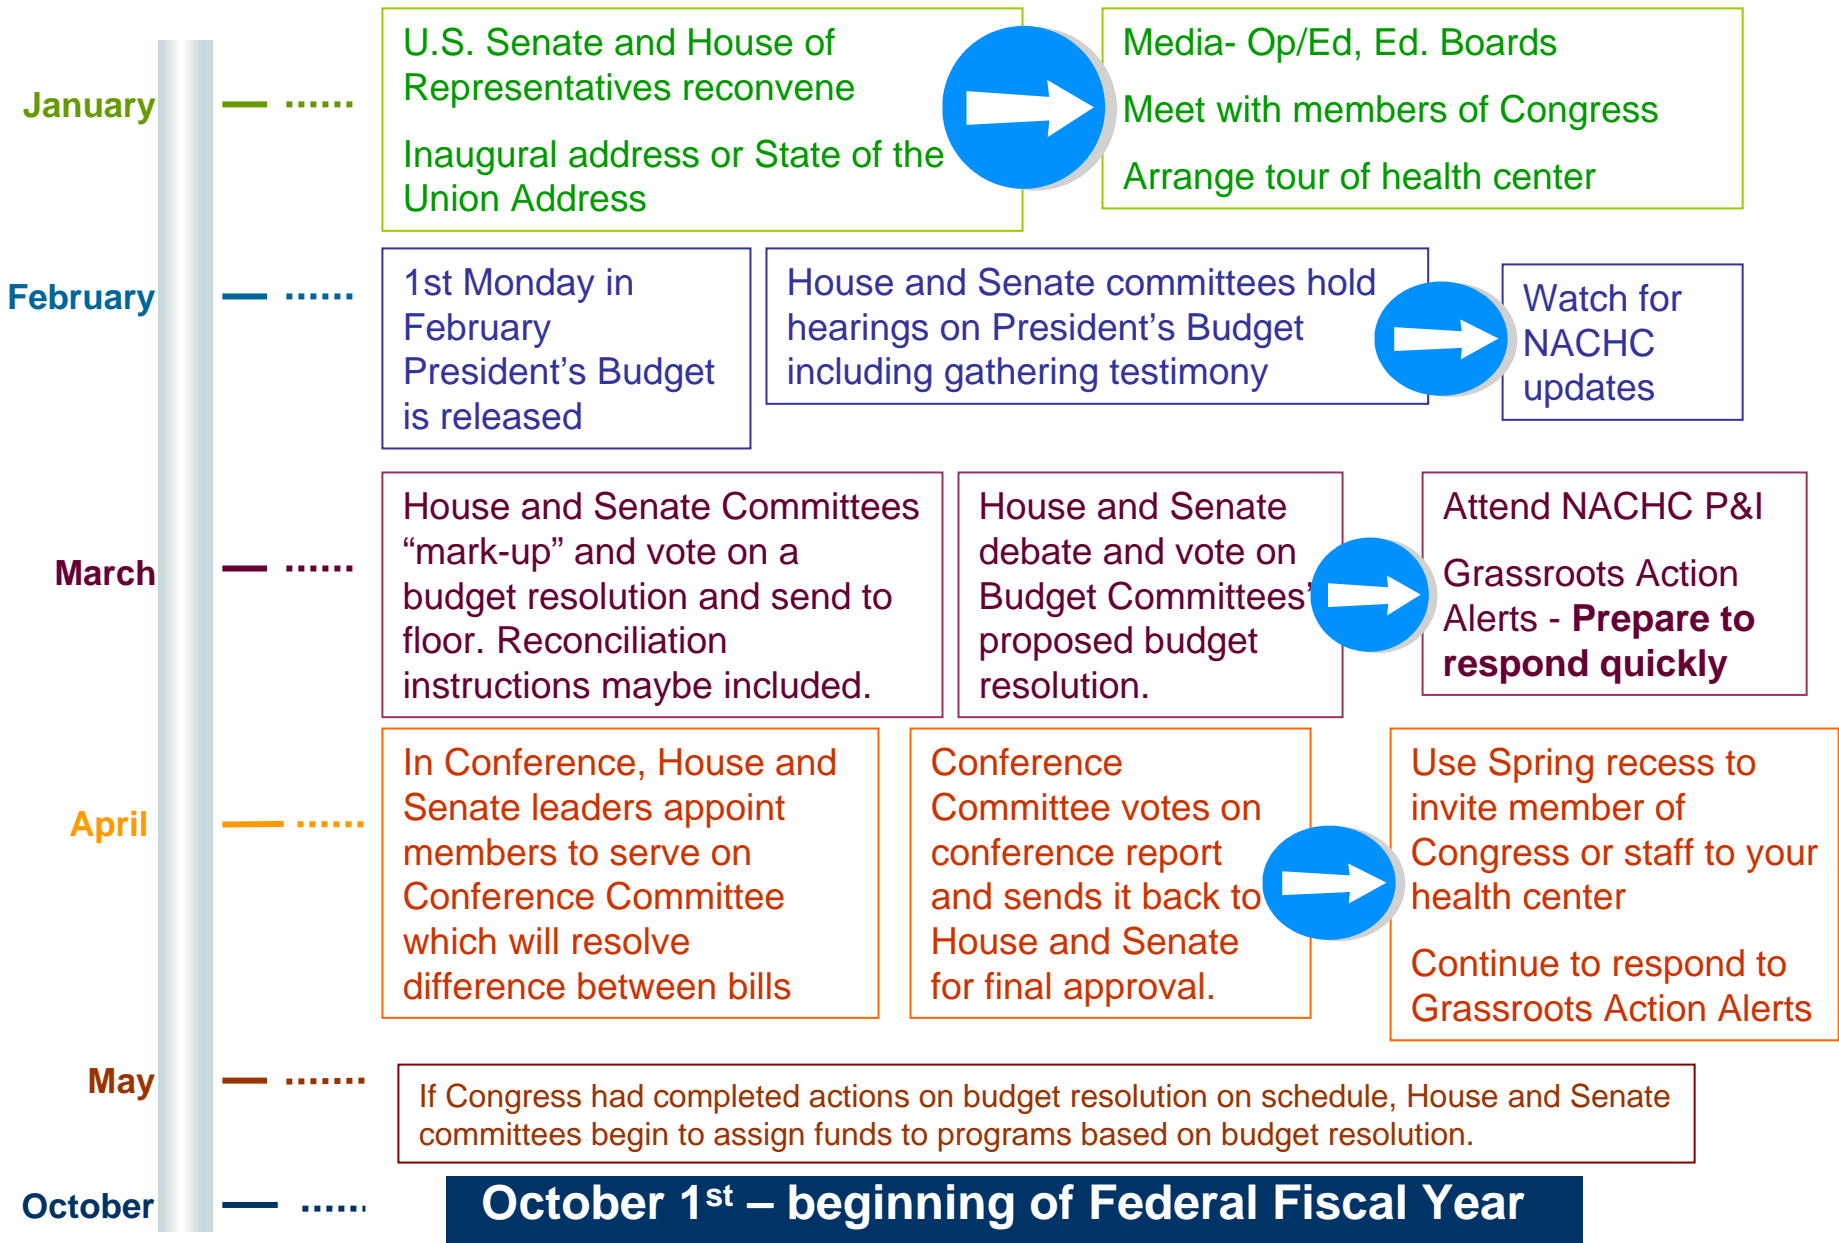 January
U.S. Senate and House of
Representatives reconvene
Inaugural address or State of the
Union Address
Media- Op/Ed, Ed. Boards
Meet with members of Congress
Arrange tour of health center
February
1st Monday in
February
President’s Budget
is released
House and Senate committees hold
hearings on President’s Budget
including gathering testimony
Watch for
NACHC
updates
March
House and Senate Committees
“mark-up” and vote on a
budget resolution and send to
floor. Reconciliation
instructions maybe included.
House and Senate
debate and vote on
Budget Committees’
proposed budget
resolution.
Attend NACHC P&I
Grassroots Action
Alerts - Prepare to
respond quickly
April
In Conference, House and
Senate leaders appoint
members to serve on
Conference Committee
which will resolve
difference between bills
Conference
Committee votes on
conference report
and sends it back to
House and Senate
for final approval.
Use Spring recess to
invite member of
Congress or staff to your
health center
Continue to respond to
Grassroots Action Alerts
May
If Congress had completed actions on budget resolution on schedule, House and Senate
committees begin to assign funds to programs based on budget resolution.
October
October 1st – beginning of Federal Fiscal Year